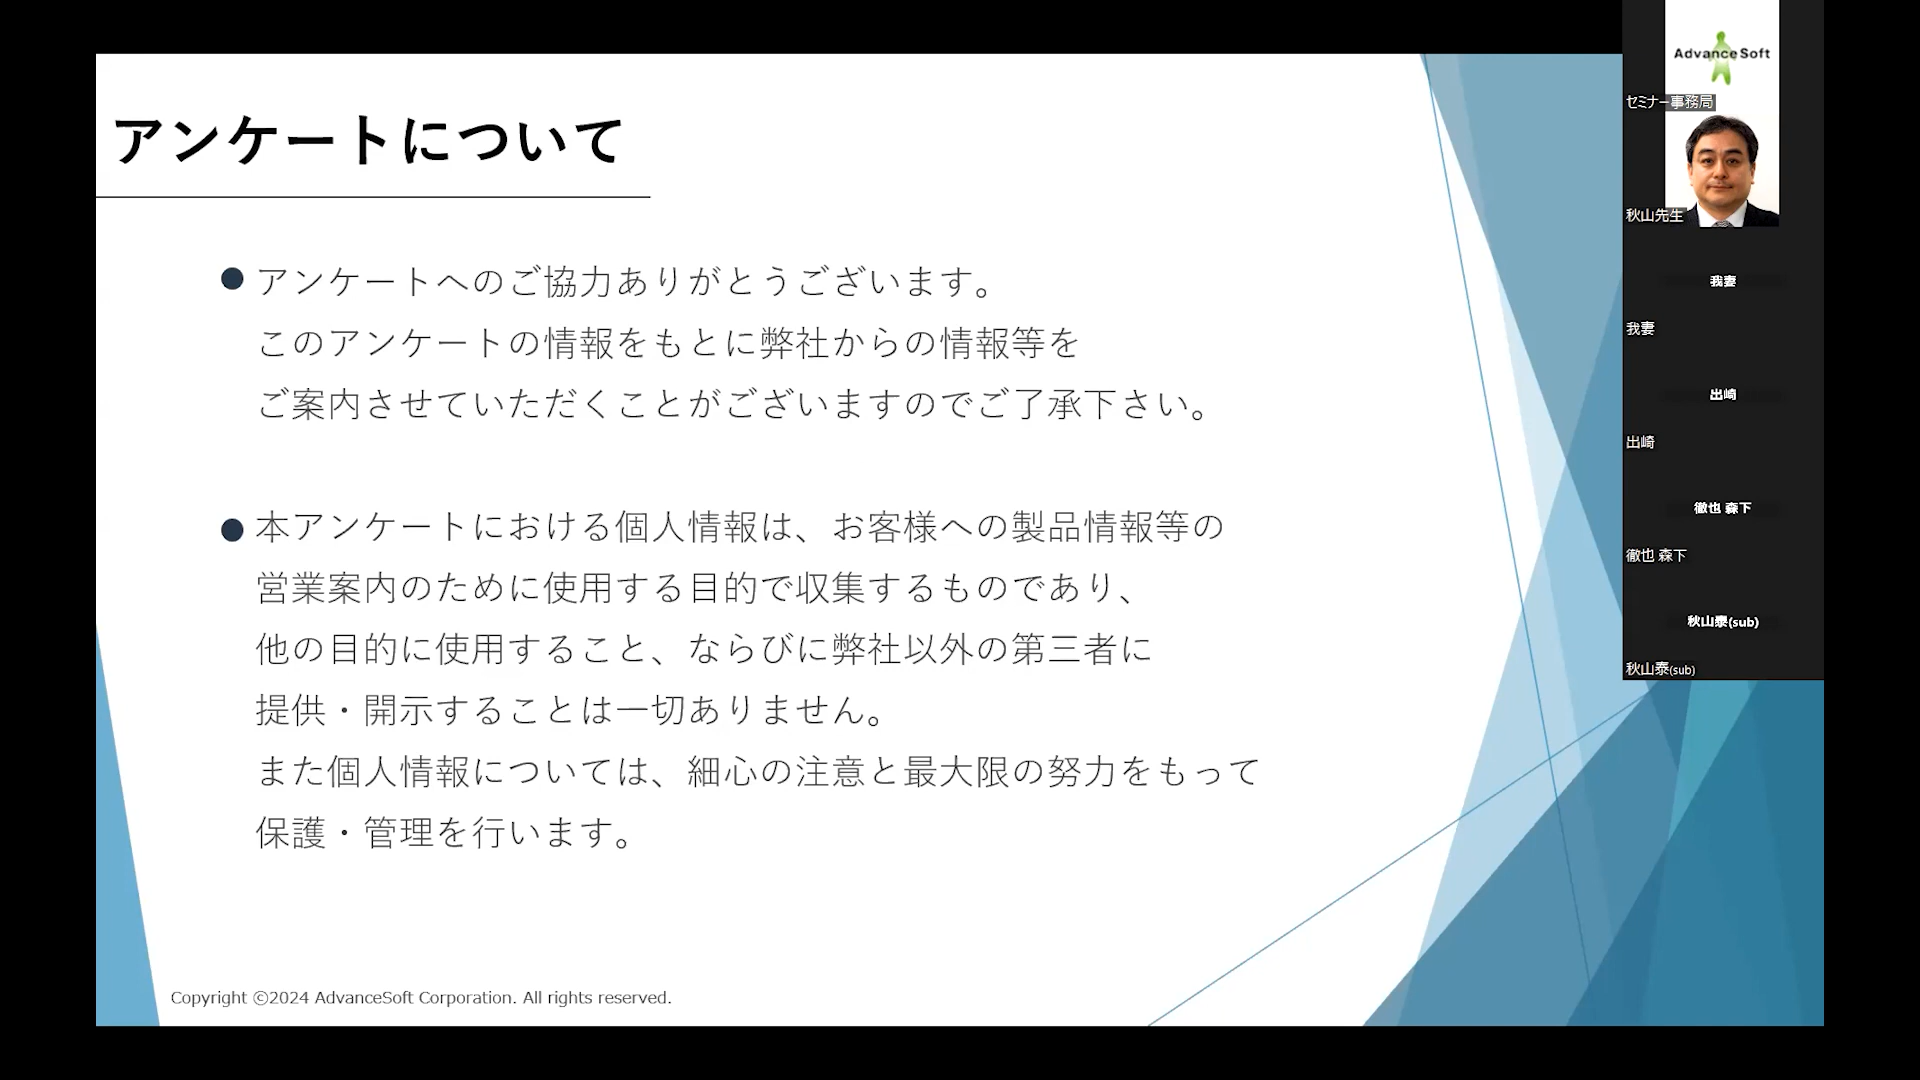 アンケートについて
アンケートへのご協力ありがとうございます。
このアンケートの情報をもとに弊社からの情報等を
ご案内させていただくことがございますのでご了承下さい。
本アンケートにおける個人情報は、お客様への製品情報等の
営業案内のために使用する目的で収集するものであり、
他の目的に使用すること、ならびに弊社以外の第三者に
提供・開示することは一切ありません。
また個人情報については、細心の注意と最大限の努力をもって
保護・管理を行います。
Copyright ©2024 AdvanceSoft Corporation. All rights reserved.
AdvanceSoft
セミナー事務局
秋山先生
我妻
我妻
出崎
出崎
徹也 森下
徹也 森下
秋山泰(sub)
秋山泰(sub)